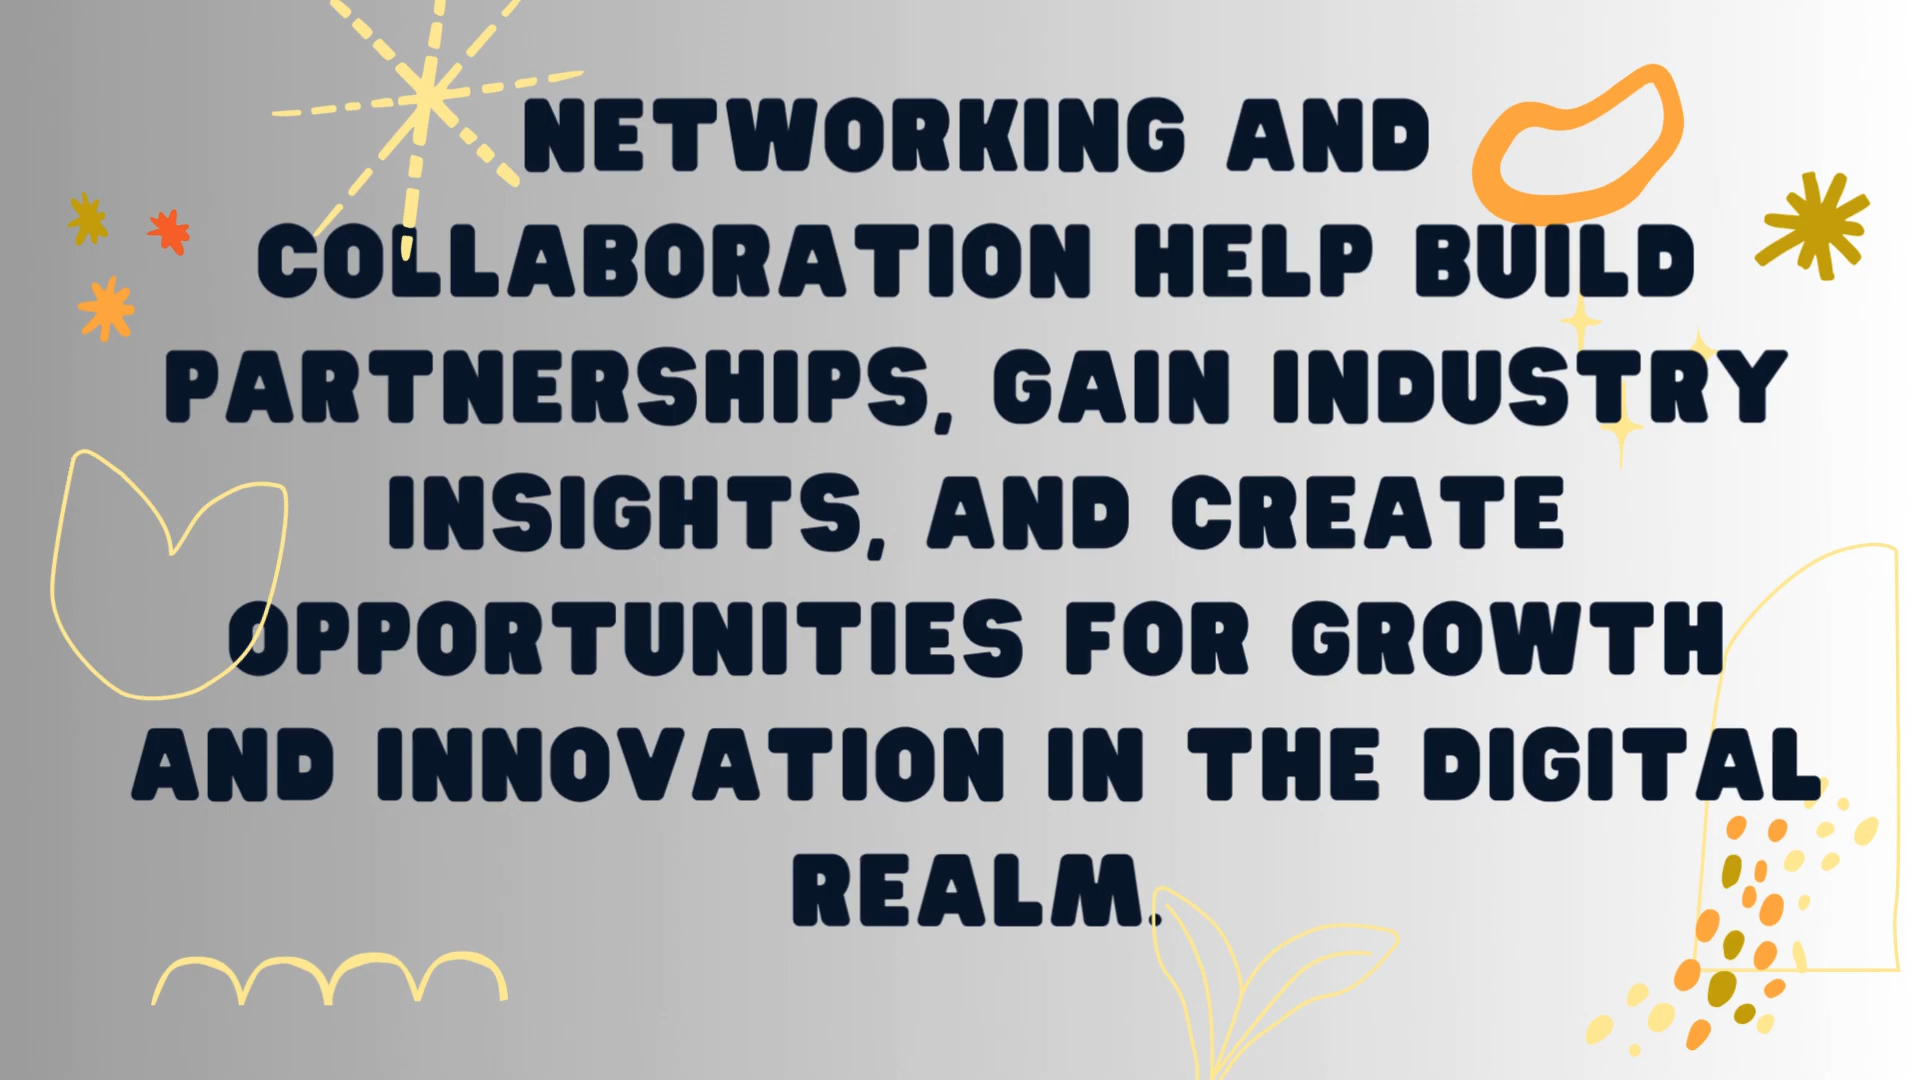 NETWORKING AND
COLLABORATION HELP BUILD
PARTNERSHIPS, GAIN INDUSTRY
INSIGHTS, AND CREATE
OPPORTUNITIES FOR GROWTH
AND INNOVATION IN THE DIGITAL
REALM.